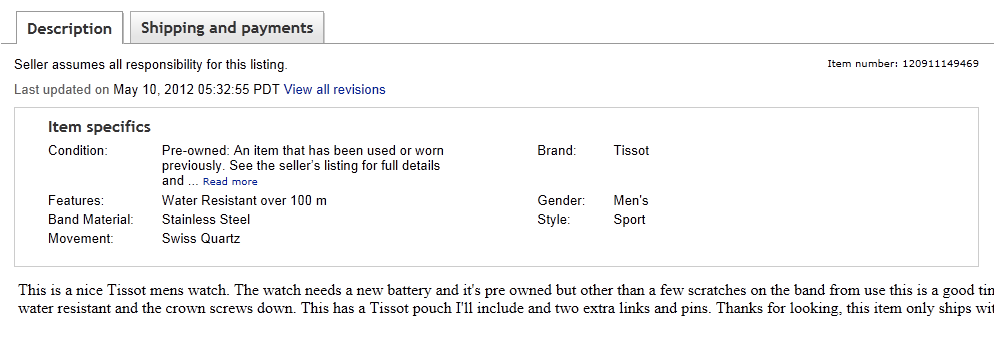 Description
Shipping and payments
Seller assumes all responsibility for this listing.
Item number: 120911149469
Last updated on May 10, 2012 05:32:55 PDT View all revisions
Item specifics
Condition: Pre-owned: An item that has been used or worn
previously. See the seller's listing for full details
and ... Read more
Brand: Tissot
Features: Water Resistant over 100 m
Gender: Men's
Band Material: Stainless Steel
Style: Sport
Movement: Swiss Quartz
This is a nice Tissot mens watch. The watch needs a new battery and it's pre owned but other than a few scratches on the band from use this is a good
water resistant and the crown screws down. This has a Tissot pouch I'll include and two extra links and pins. Thanks for looking, this item only ships